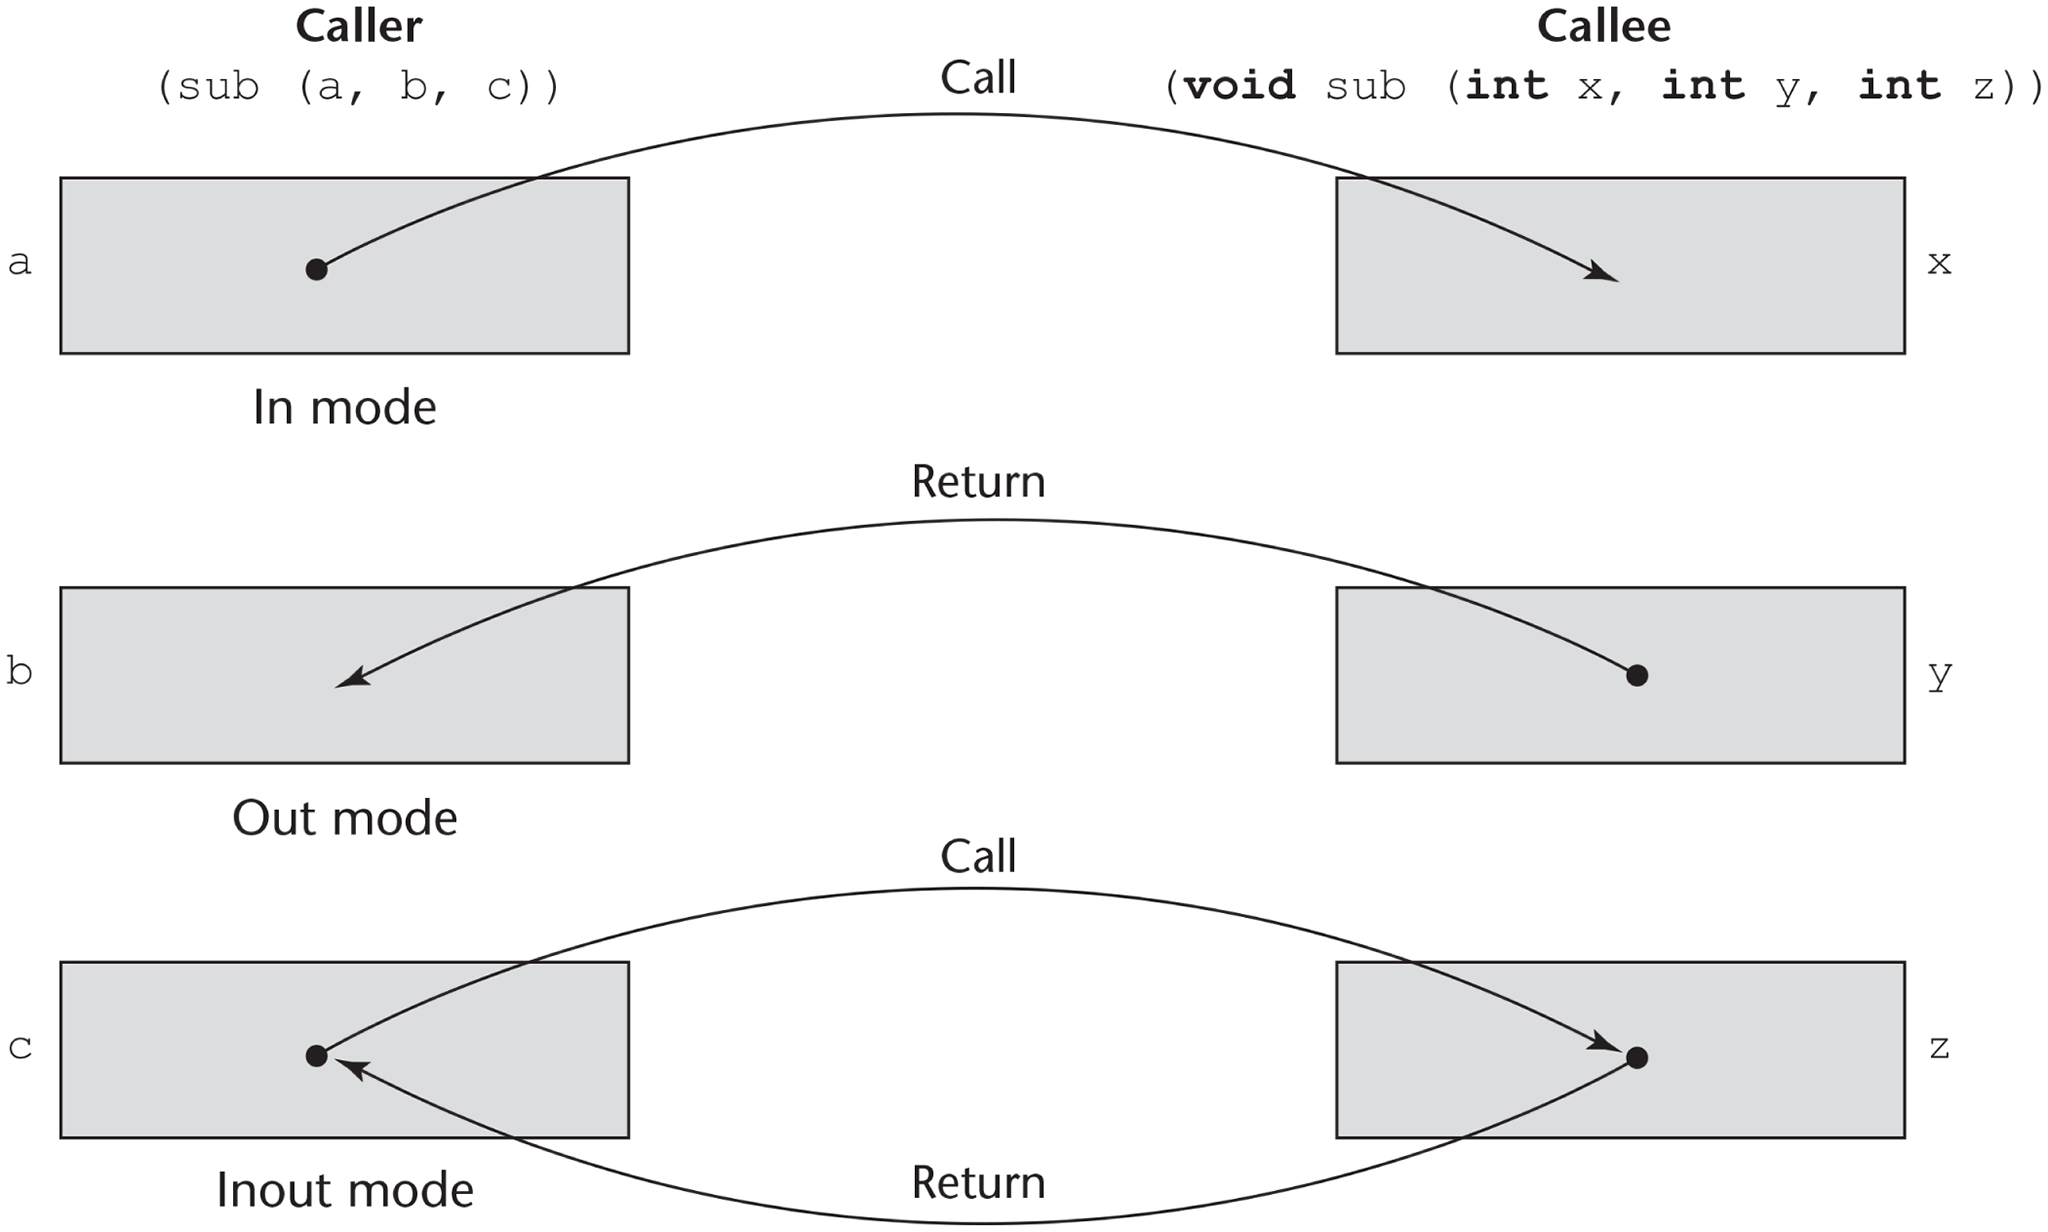 Caller
Callee
(sub (a, b, c))
Call
(void sub (int x, int y, int z))
a
x
In mode
Return
b
y
Out mode
Call
c
z
Inout mode
Return